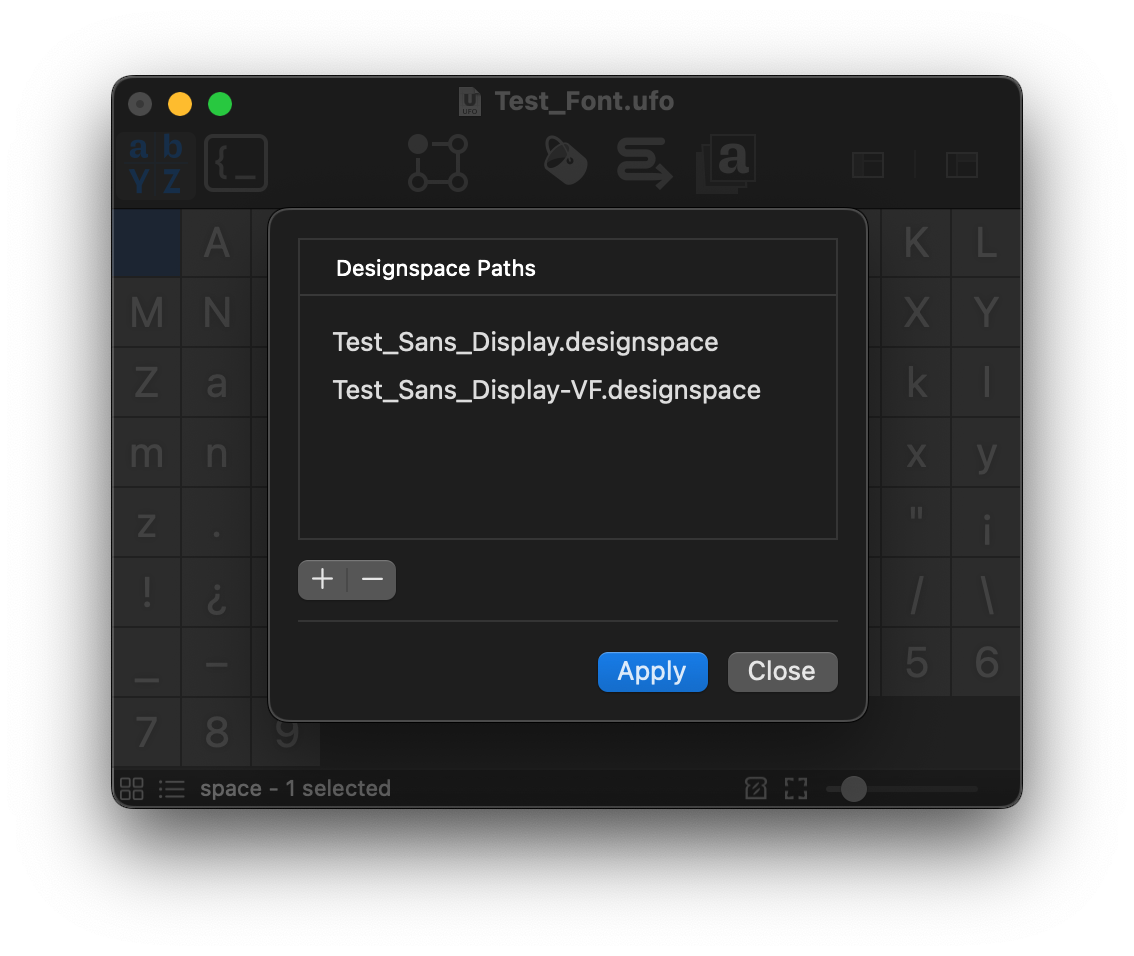 Test_Font.ufo
a b
Y Z
{_
a
A K L
Designspace Paths
M N X Y
Test_Sans_Display.designspace
Z a k l
Test_Sans_Display-VF.designspace
m n x y
z . " ¡
! ¿ / \
_ – 5 6
Apply Close
7 8 9
space - 1 selected